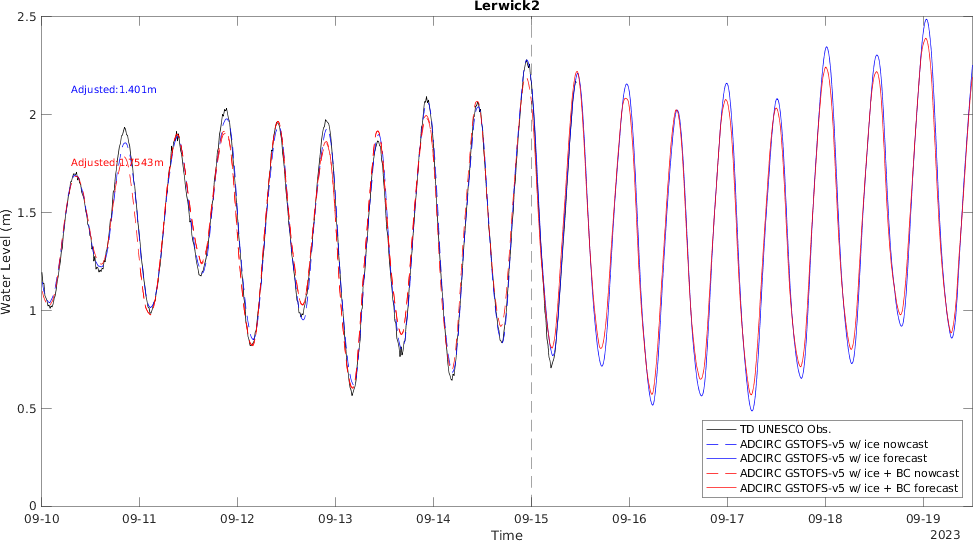 Lerwick2
2.5
2
1.5
1
0.5
0
Water Level (m)
Adjusted:1.401m
Adjusted:1.7543m
TD UNESCO Obs.
ADCIRC GSTOFS-v5 w/ ice nowcast
ADCIRC GSTOFS-v5 w/ ice forecast
ADCIRC GSTOFS-v5 w/ ice + BC nowcast
ADCIRC GSTOFS-v5 w/ ice + BC forecast
09-10 09-11 09-12 09-13 09-14 09-15 09-16 09-17 09-18 09-19
Time
2023